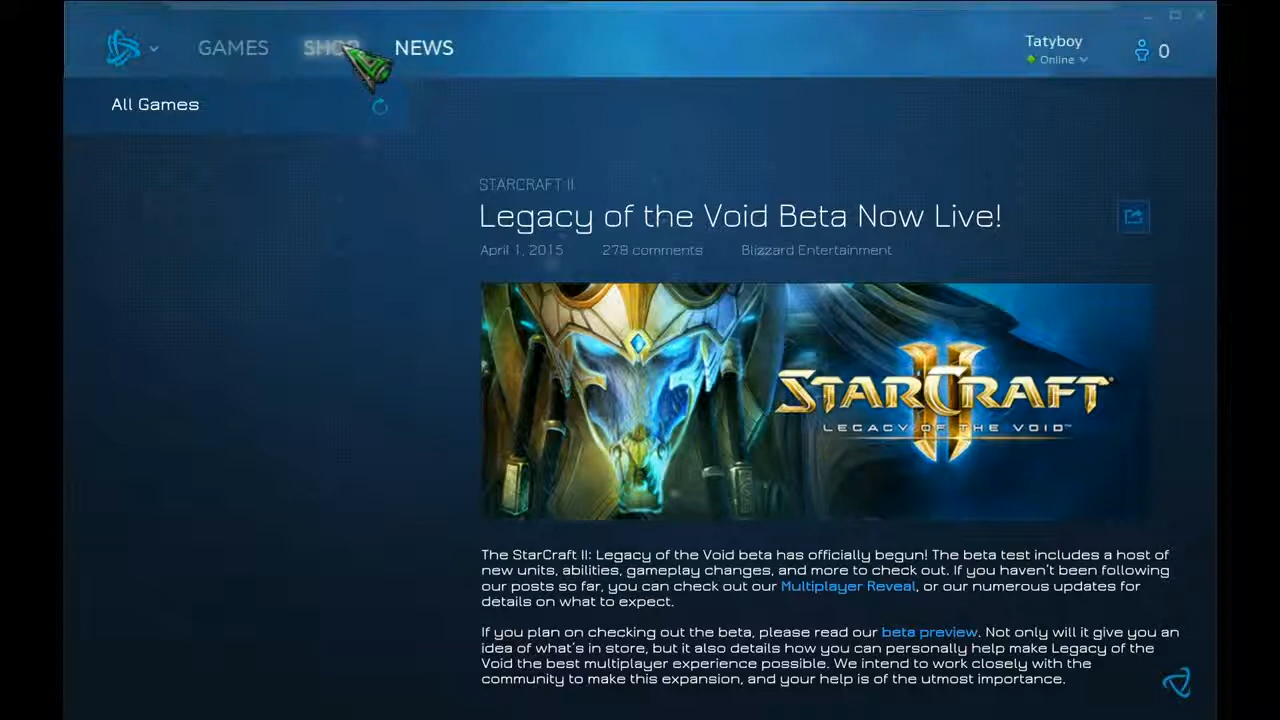 GAMES SHOP NEWS
Tatyboy
Online
0
All Games
STARCRAFT II
Legacy of the Void Beta Now Live!
April 1, 2015 278 comments Blizzard Entertainment
STARCRAFT
II
LEGACY OF THE VOID™
The StarCraft II: Legacy of the Void beta has officially begun! The beta test includes a host of
new units, abilities, gameplay changes, and more to check out. If you haven't been following
our posts so far, you can check out our Multiplayer Reveal, or our numerous updates for
details on what to expect.
If you plan on checking out the beta, please read our beta preview. Not only will it give you an
idea of what's in store, but it also details how you can personally help make Legacy of the
Void the best multiplayer experience possible. We intend to work closely with the
community to make this expansion, and your help is of the utmost importance.